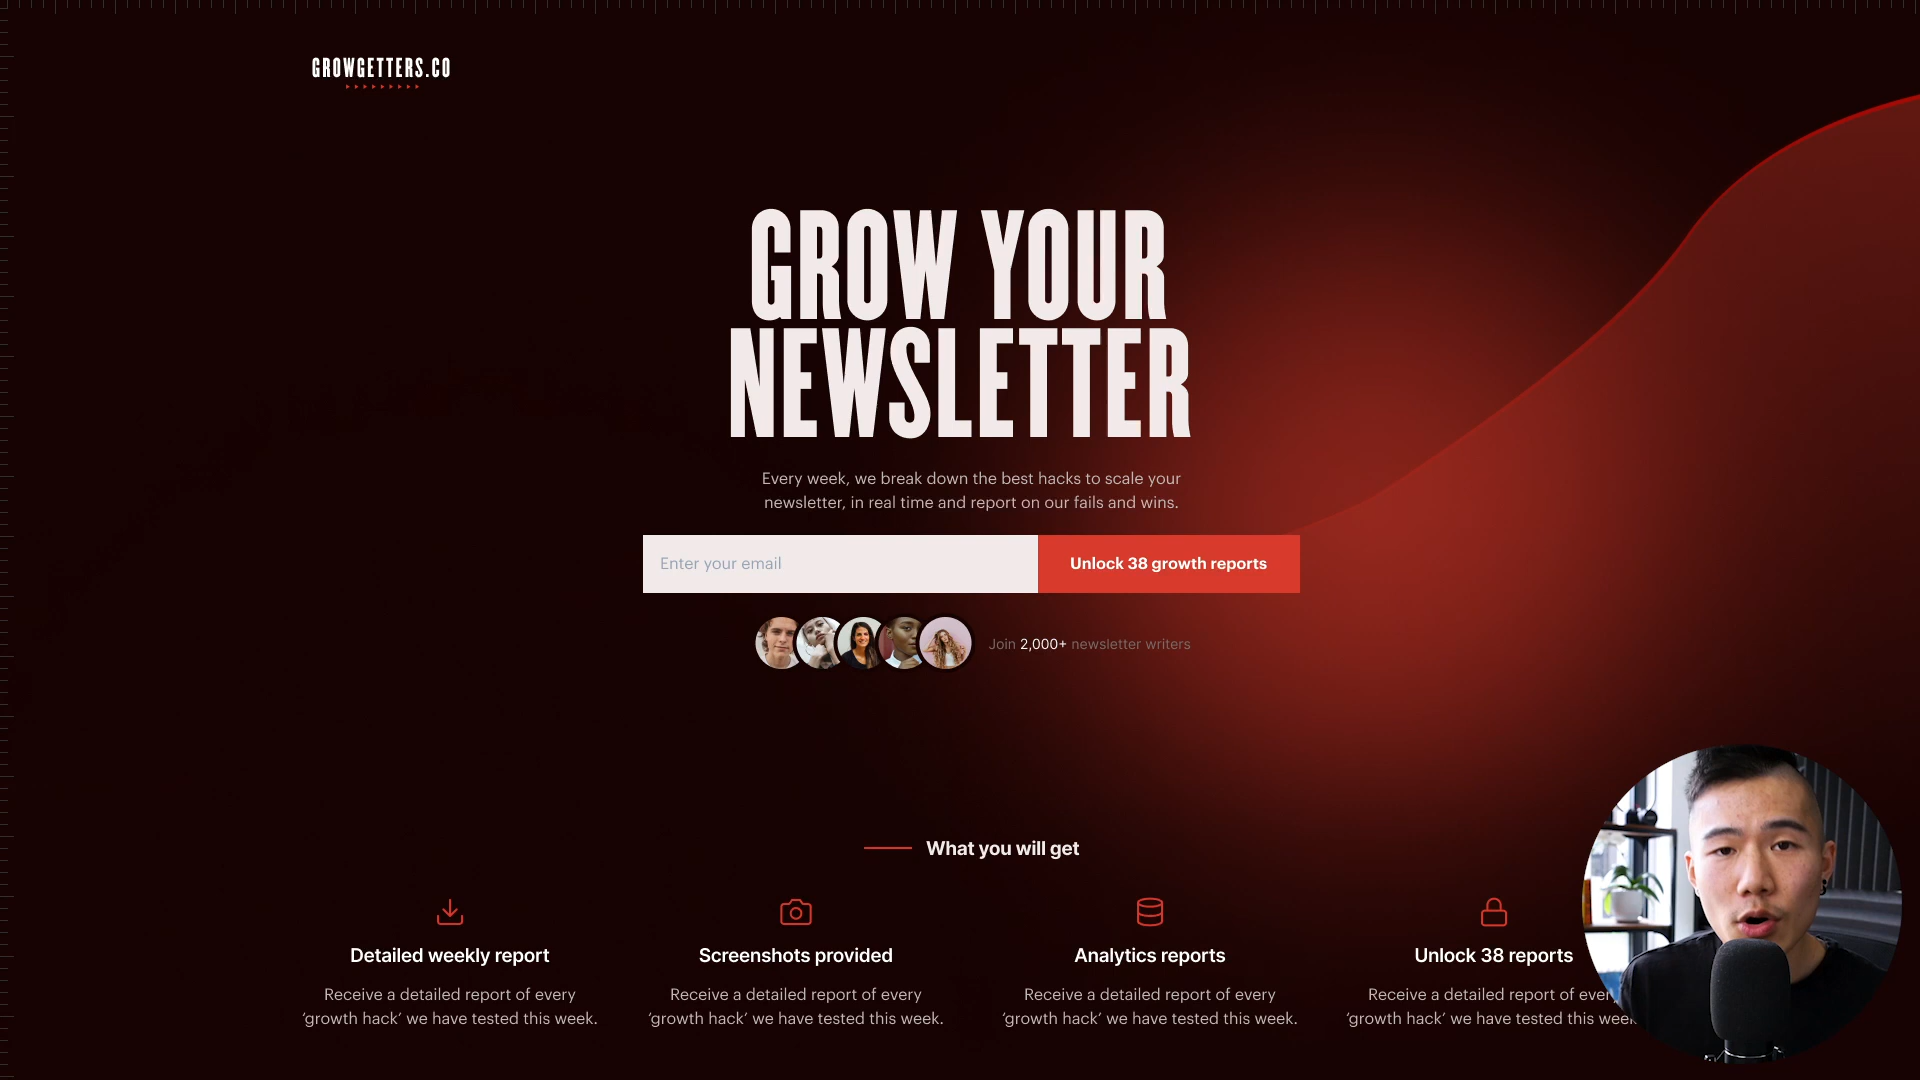 GROWGETTERS.CO
GROW YOUR
NEWSLETTER
Every week, we break down the best hacks to scale your
newsletter, in real time and report on our fails and wins.
Enter your email
Unlock 38 growth reports
Join 2,000+ newsletter writers
What you will get
Detailed weekly report
Receive a detailed report of every
‘growth hack’ we have tested this week.
Screenshots provided
Receive a detailed report of every
‘growth hack’ we have tested this week.
Analytics reports
Receive a detailed report of every
‘growth hack’ we have tested this week.
Unlock 38 reports
Receive a detailed report of every
‘growth hack’ we have tested this week